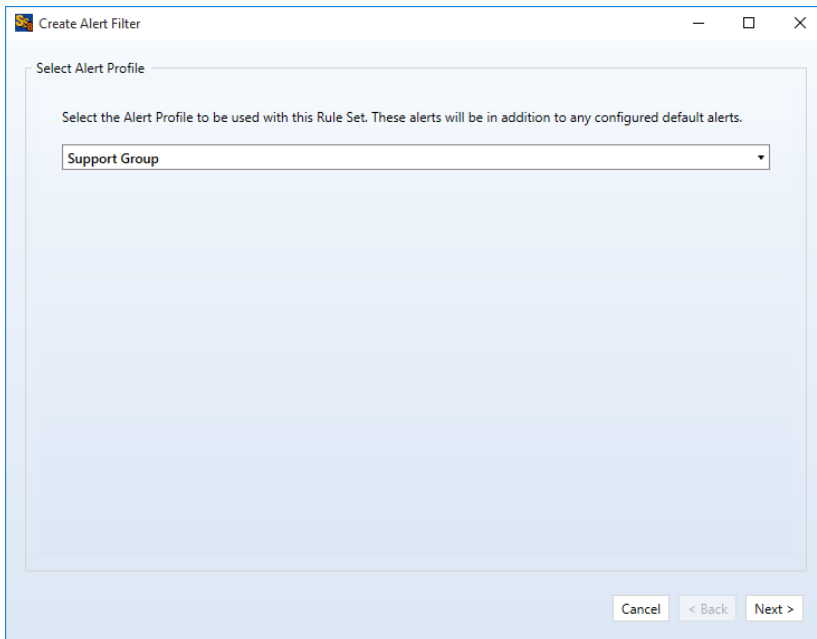 Create Alert Filter
Select Alert Profile
Select the Alert Profile to be used with this Rule Set. These alerts will be in addition to any configured default alerts.
Support Group
Cancel < Back Next >